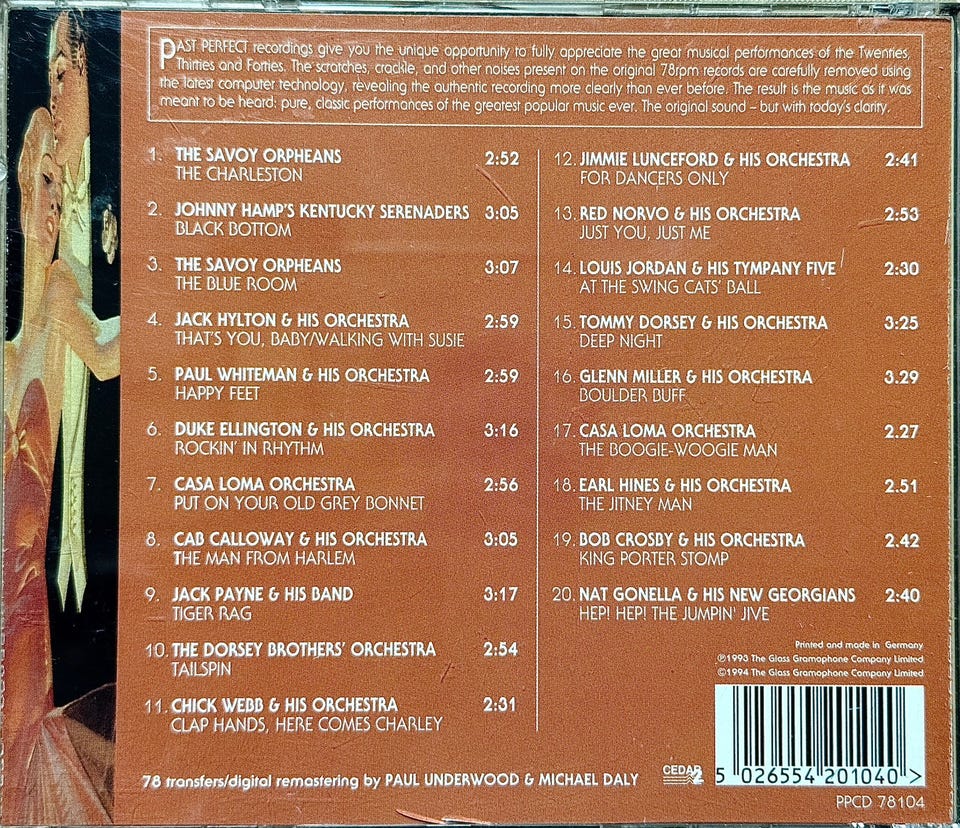 PAST PERFECT recordings give you the unique opportunity to fully appreciate the great musical performances of the Twenties,
Thirties and Forties. The scratches, crackle, and other noises present on the original 78rpm records are carefully removed using
the latest computer technology, revealing the authentic recording more clearly than ever before. The result is the music as it was
meant to be heard: pure, classic performances of the greatest popular music ever. The original sound – but with today's clarity.
1. THE SAVOY ORPHEANS 2:52
THE CHARLESTON
2. JOHNNY HAMP'S KENTUCKY SERENADERS 3:05
BLACK BOTTOM
3. THE SAVOY ORPHEANS 3:07
THE BLUE ROOM
4. JACK HYLTON & HIS ORCHESTRA 2:59
THAT'S YOU, BABY/WALKING WITH SUSIE
5. PAUL WHITEMAN & HIS ORCHESTRA 2:59
HAPPY FEET
6. DUKE ELLINGTON & HIS ORCHESTRA 3:16
ROCKIN' IN RHYTHM
7. CASA LOMA ORCHESTRA 2:56
PUT ON YOUR OLD GREY BONNET
8. CAB CALLOWAY & HIS ORCHESTRA 3:05
THE MAN FROM HARLEM
9. JACK PAYNE & HIS BAND 3:17
TIGER RAG
10. THE DORSEY BROTHERS' ORCHESTRA 2:54
TAILSPIN
11. CHICK WEBB & HIS ORCHESTRA 2:31
CLAP HANDS, HERE COMES CHARLEY
12. JIMMIE LUNCEFORD & HIS ORCHESTRA 2:41
FOR DANCERS ONLY
13. RED NORVO & HIS ORCHESTRA 2:53
JUST YOU, JUST ME
14. LOUIS JORDAN & HIS TYMPANY FIVE 2:30
AT THE SWING CATS' BALL
15. TOMMY DORSEY & HIS ORCHESTRA 3:25
DEEP NIGHT
16. GLENN MILLER & HIS ORCHESTRA 3.29
BOULDER BUFF
17. CASA LOMA ORCHESTRA 2.27
THE BOOGIE-WOOGIE MAN
18. EARL HINES & HIS ORCHESTRA 2.51
THE JITNEY MAN
19. BOB CROSBY & HIS ORCHESTRA 2.42
KING PORTER STOMP
20. NAT GONELLA & HIS NEW GEORGIANS 2:40
HEP! HEP! THE JUMPIN' JIVE
Printed and made in Germany
℗1993 The Glass Gramophone Company Limited
©1994 The Glass Gramophone Company Limited
78 transfers/digital remastering by PAUL UNDERWOOD & MICHAEL DALY
CEDAR 2
5 026554 201040 >
PPCD 78104